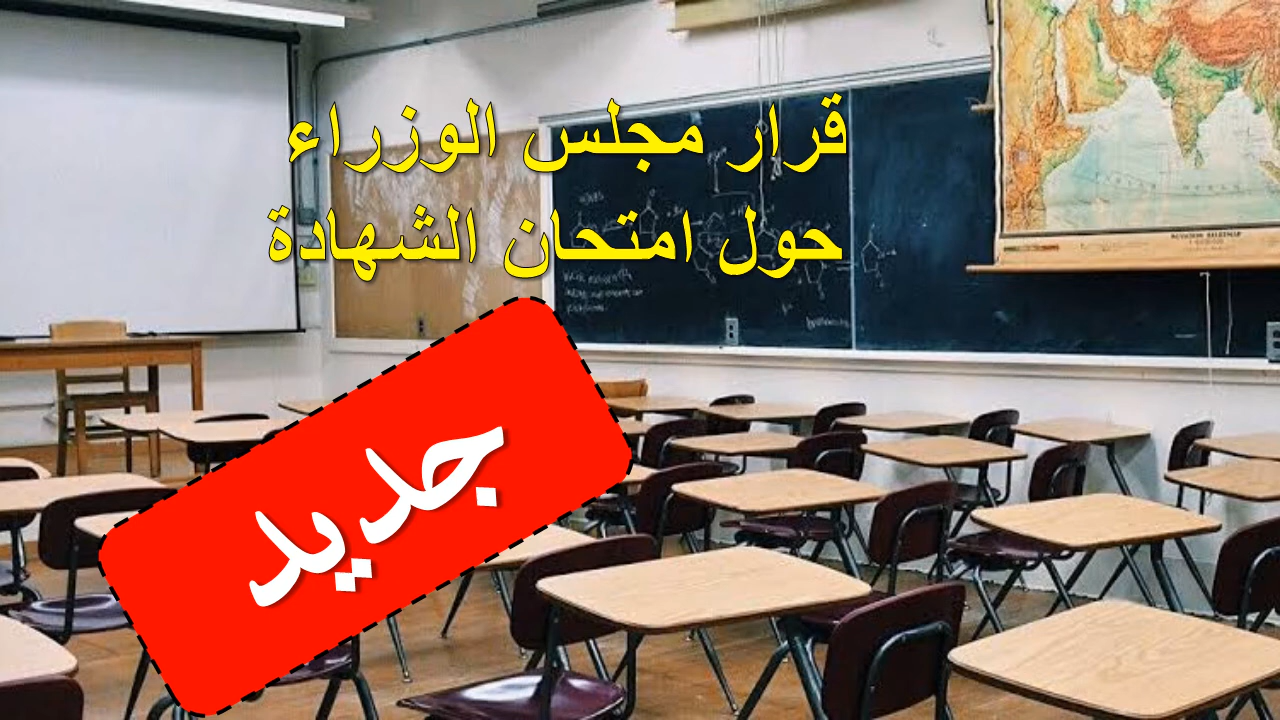 قرار مجلس الوزراء
حول امتحان الشهادة
جديد